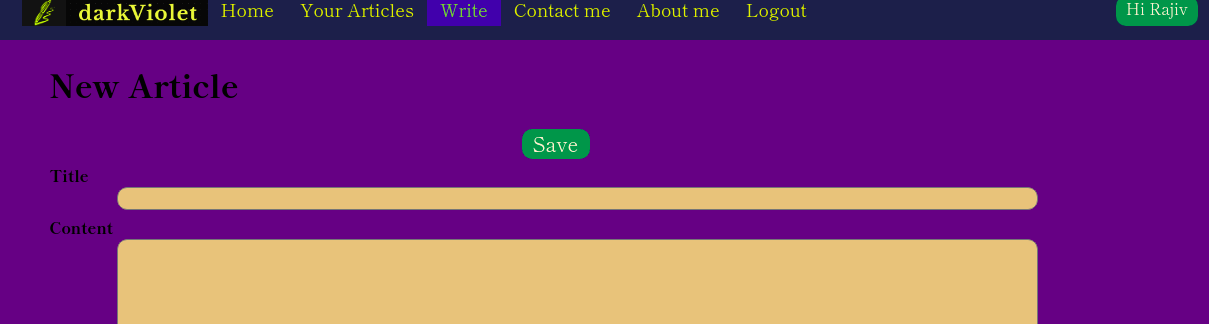 darkViolet Home Your Articles Write Contact me About me Logout Hi Rajiv
New Article
Save
Title
Content